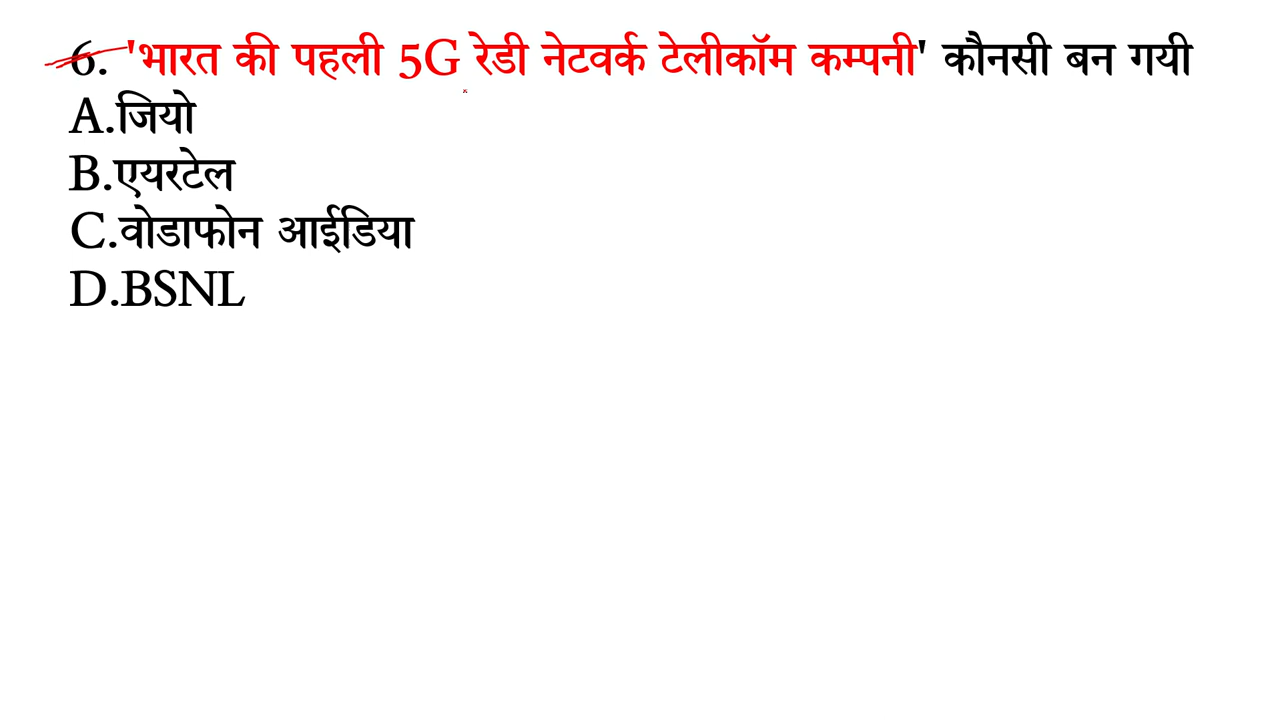 6. 'भारत की पहली 5G रेडी नेटवर्क टेलीकॉम कम्पनी' कौनसी बन गयी
A.जियो
B.एयरटेल
C.वोडाफोन आईडिया
D.BSNL